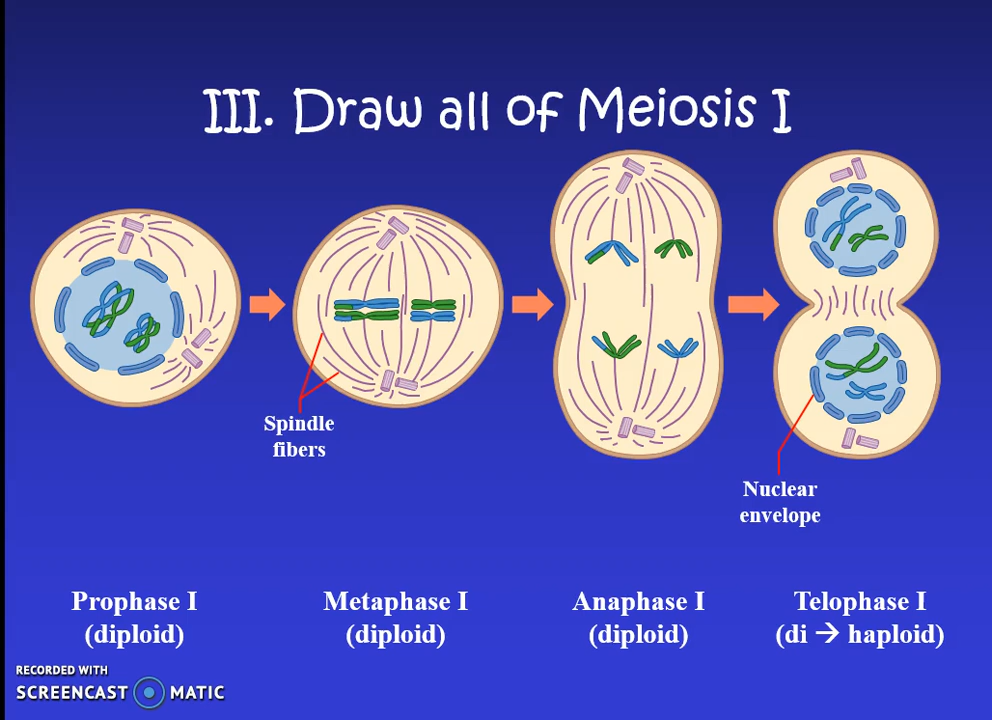 III. Draw all of Meiosis I
Spindle
fibers
Nuclear
envelope
Prophase I
(diploid)
Metaphase I
(diploid)
Anaphase I
(diploid)
Telophase I
(di → haploid)
RECORDED WITH
SCREENCAST MATIC